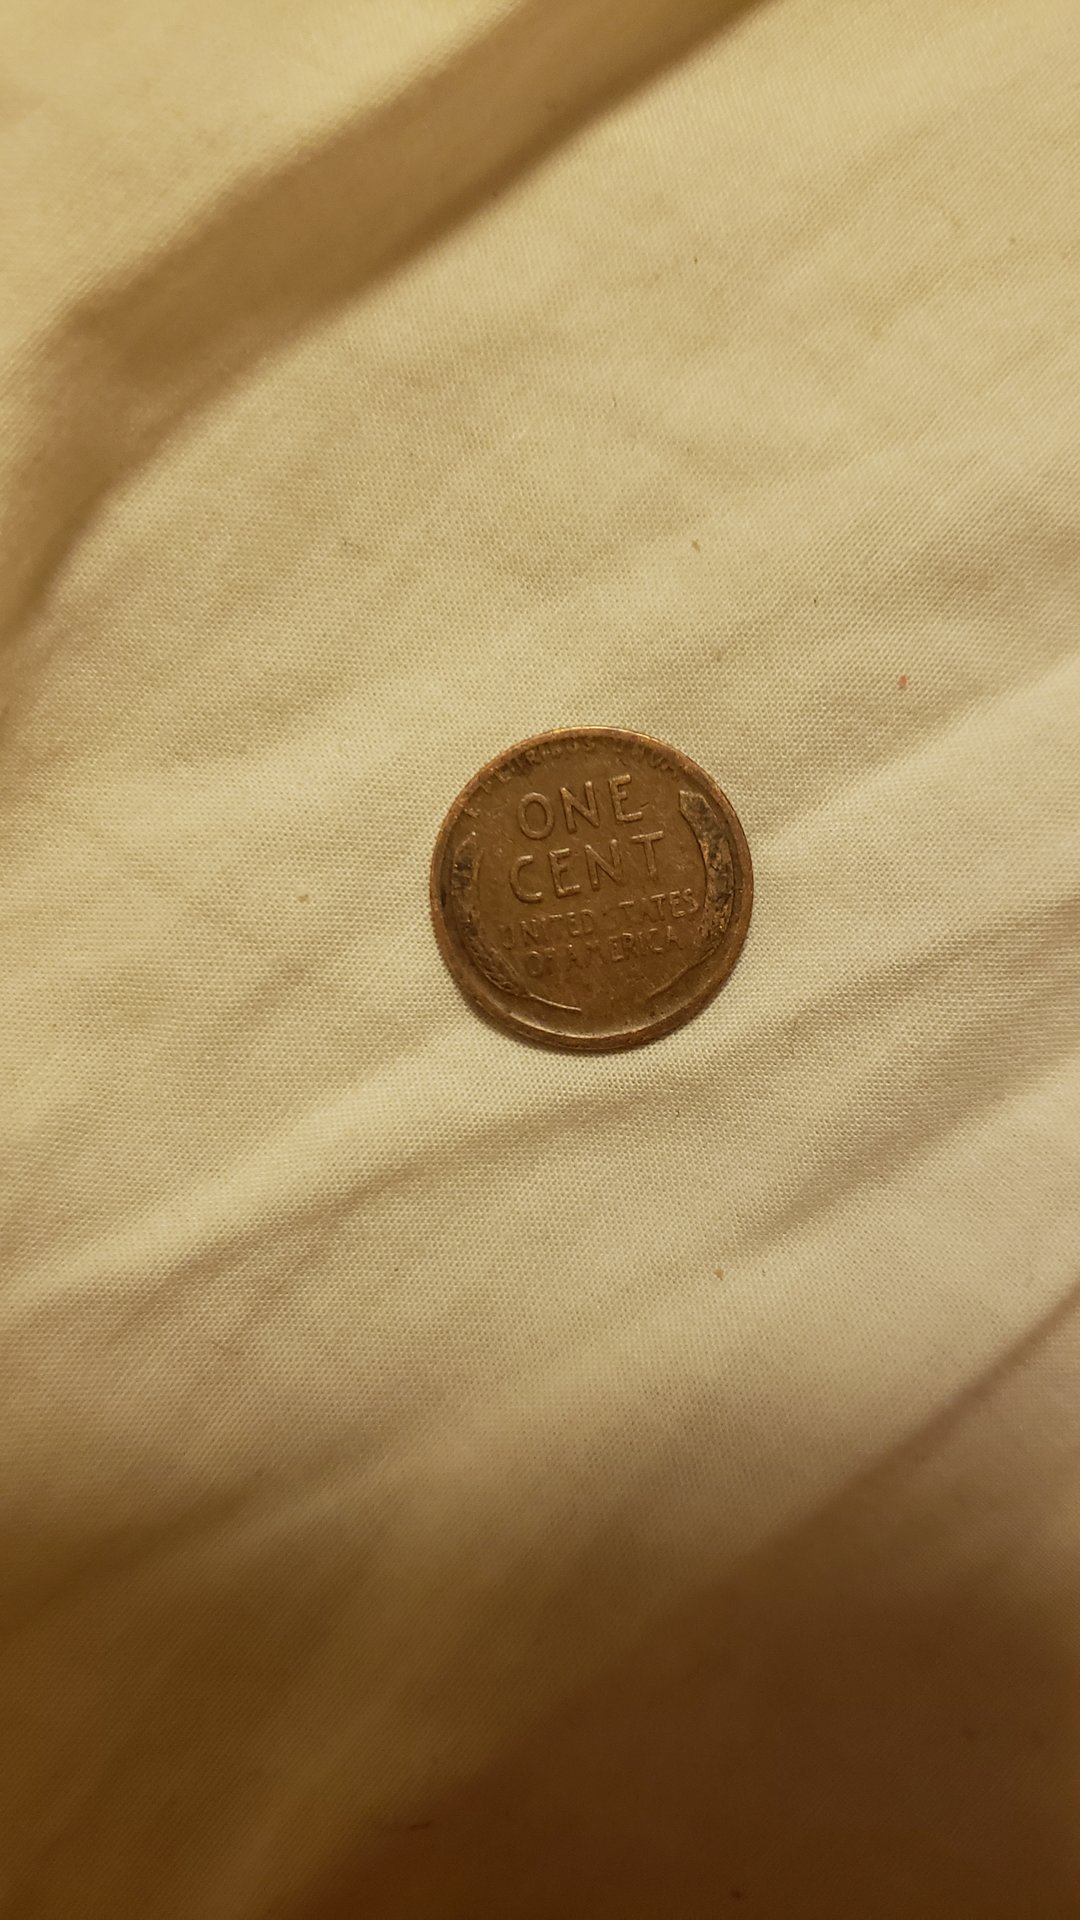 E PLURIBUS UNUM
ONE
CENT
UNITED STATES
OF AMERICA